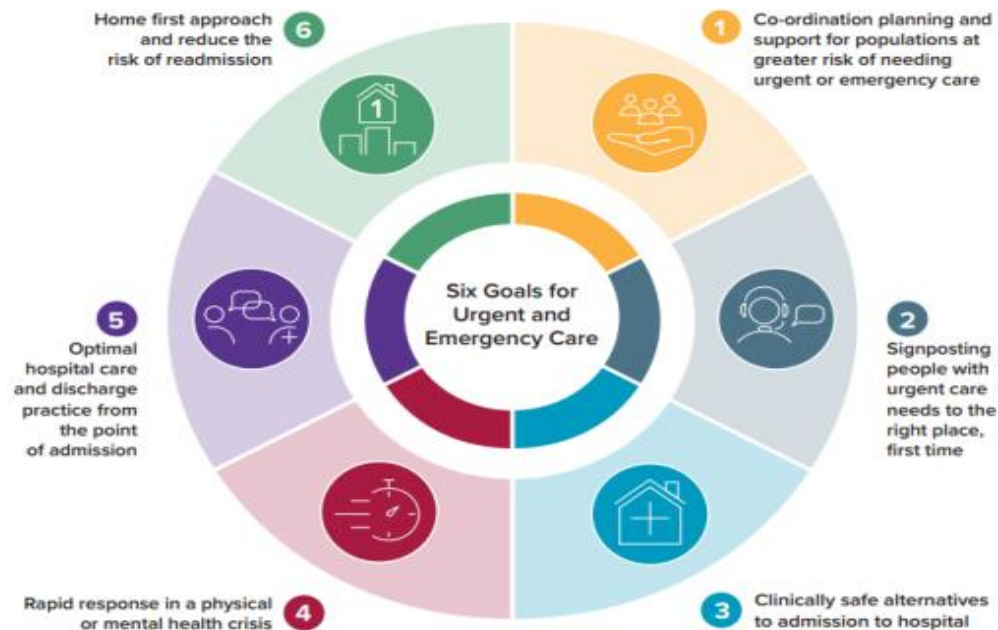 Six Goals for
Urgent and
Emergency Care
1
Co-ordination planning and
support for populations at
greater risk of needing
urgent or emergency care
2
Signposting
people with
urgent care
needs to the
right place,
first time
3
Clinically safe alternatives
to admission to hospital
4
Rapid response in a physical
or mental health crisis
5
Optimal
hospital care
and discharge
practice from
the point
of admission
6
Home first approach
and reduce the
risk of readmission
1